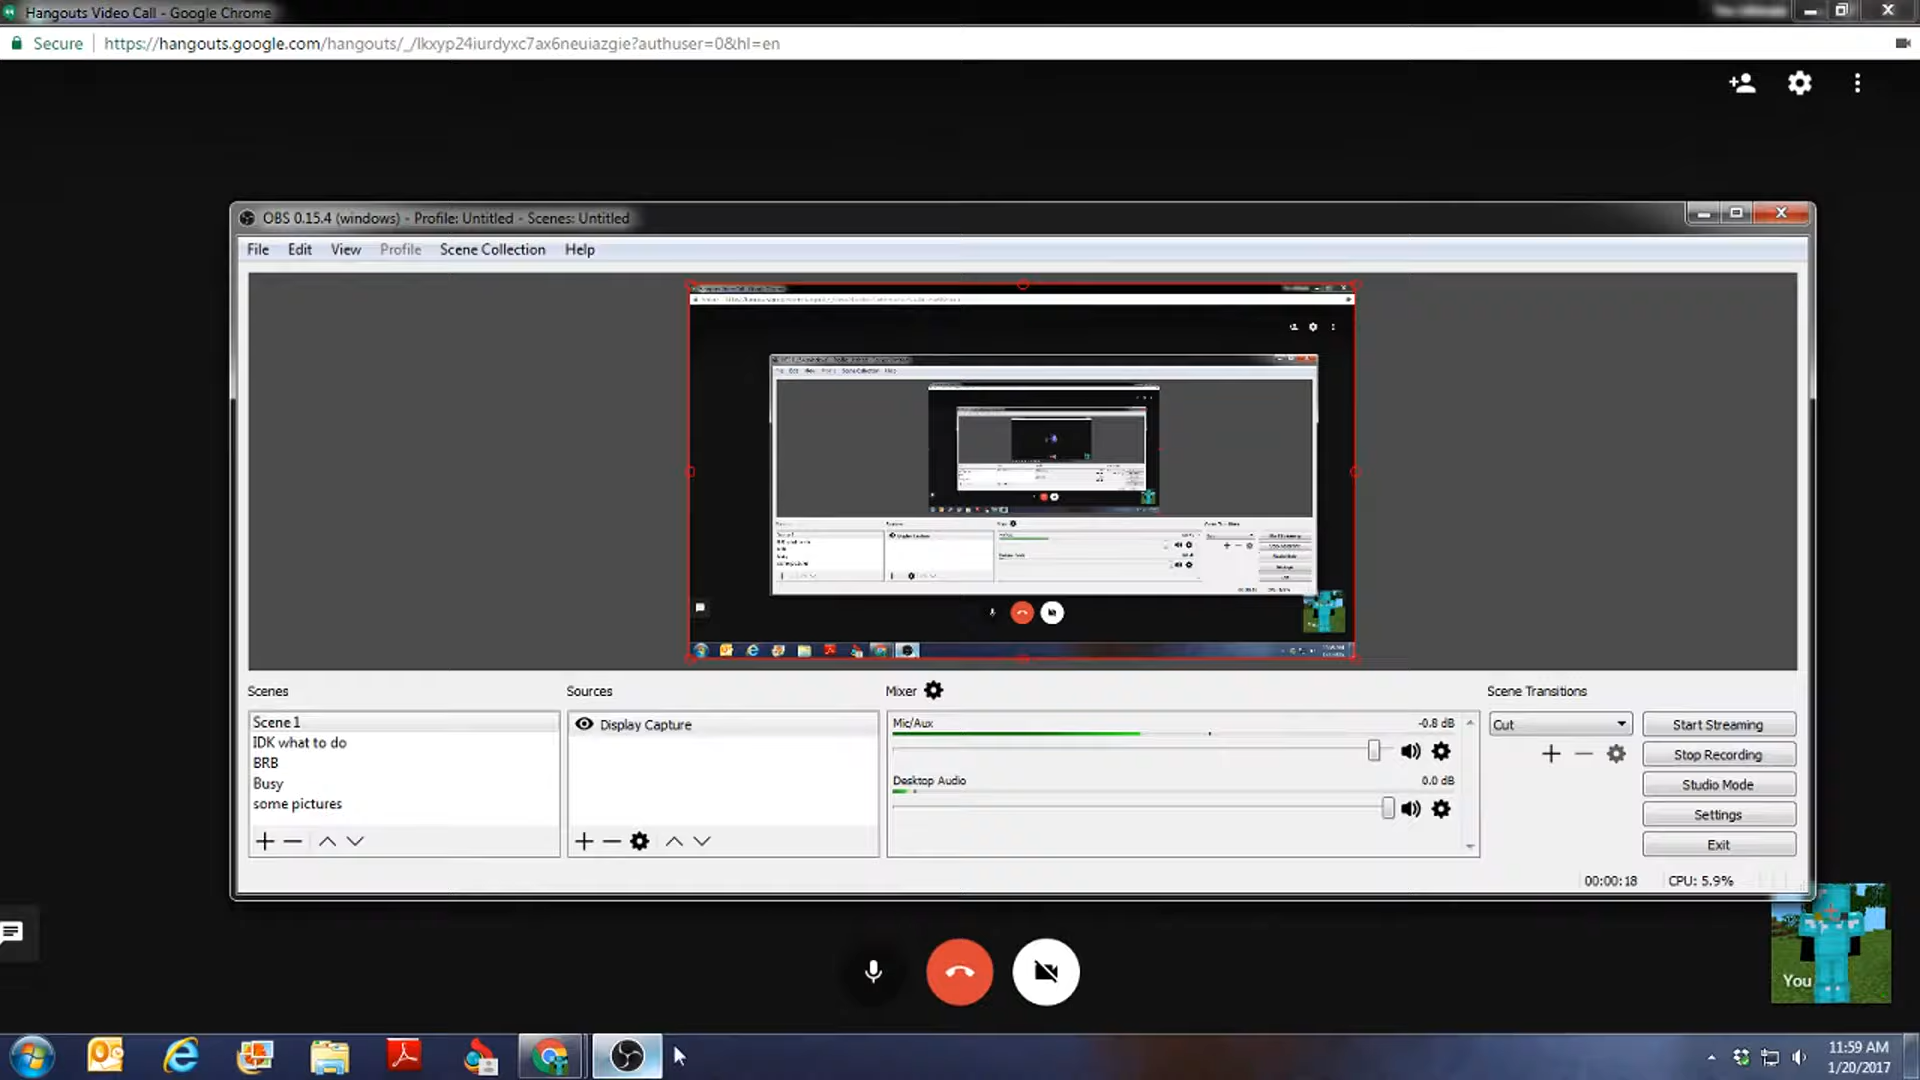 Hangouts Video Call - Google Chrome
Secure
https://hangouts.google.com/hangouts/_/lkxyp24iurdyxc7ax6neuiazgie?authuser=0&hl=en
OBS 0.15.4 (windows) - Profile: Untitled - Scenes: Untitled
File Edit View Profile Scene Collection Help
Scenes
Sources
Mixer
Scene Transitions
Scene 1
IDK what to do
BRB
Busy
some pictures
Display Capture
Mic/Aux
-0.8 dB
Desktop Audio
0.0 dB
Cut
Start Streaming
Stop Recording
Studio Mode
Settings
Exit
00:00:18
CPU: 5.9%
You
11:59 AM
1/20/2017